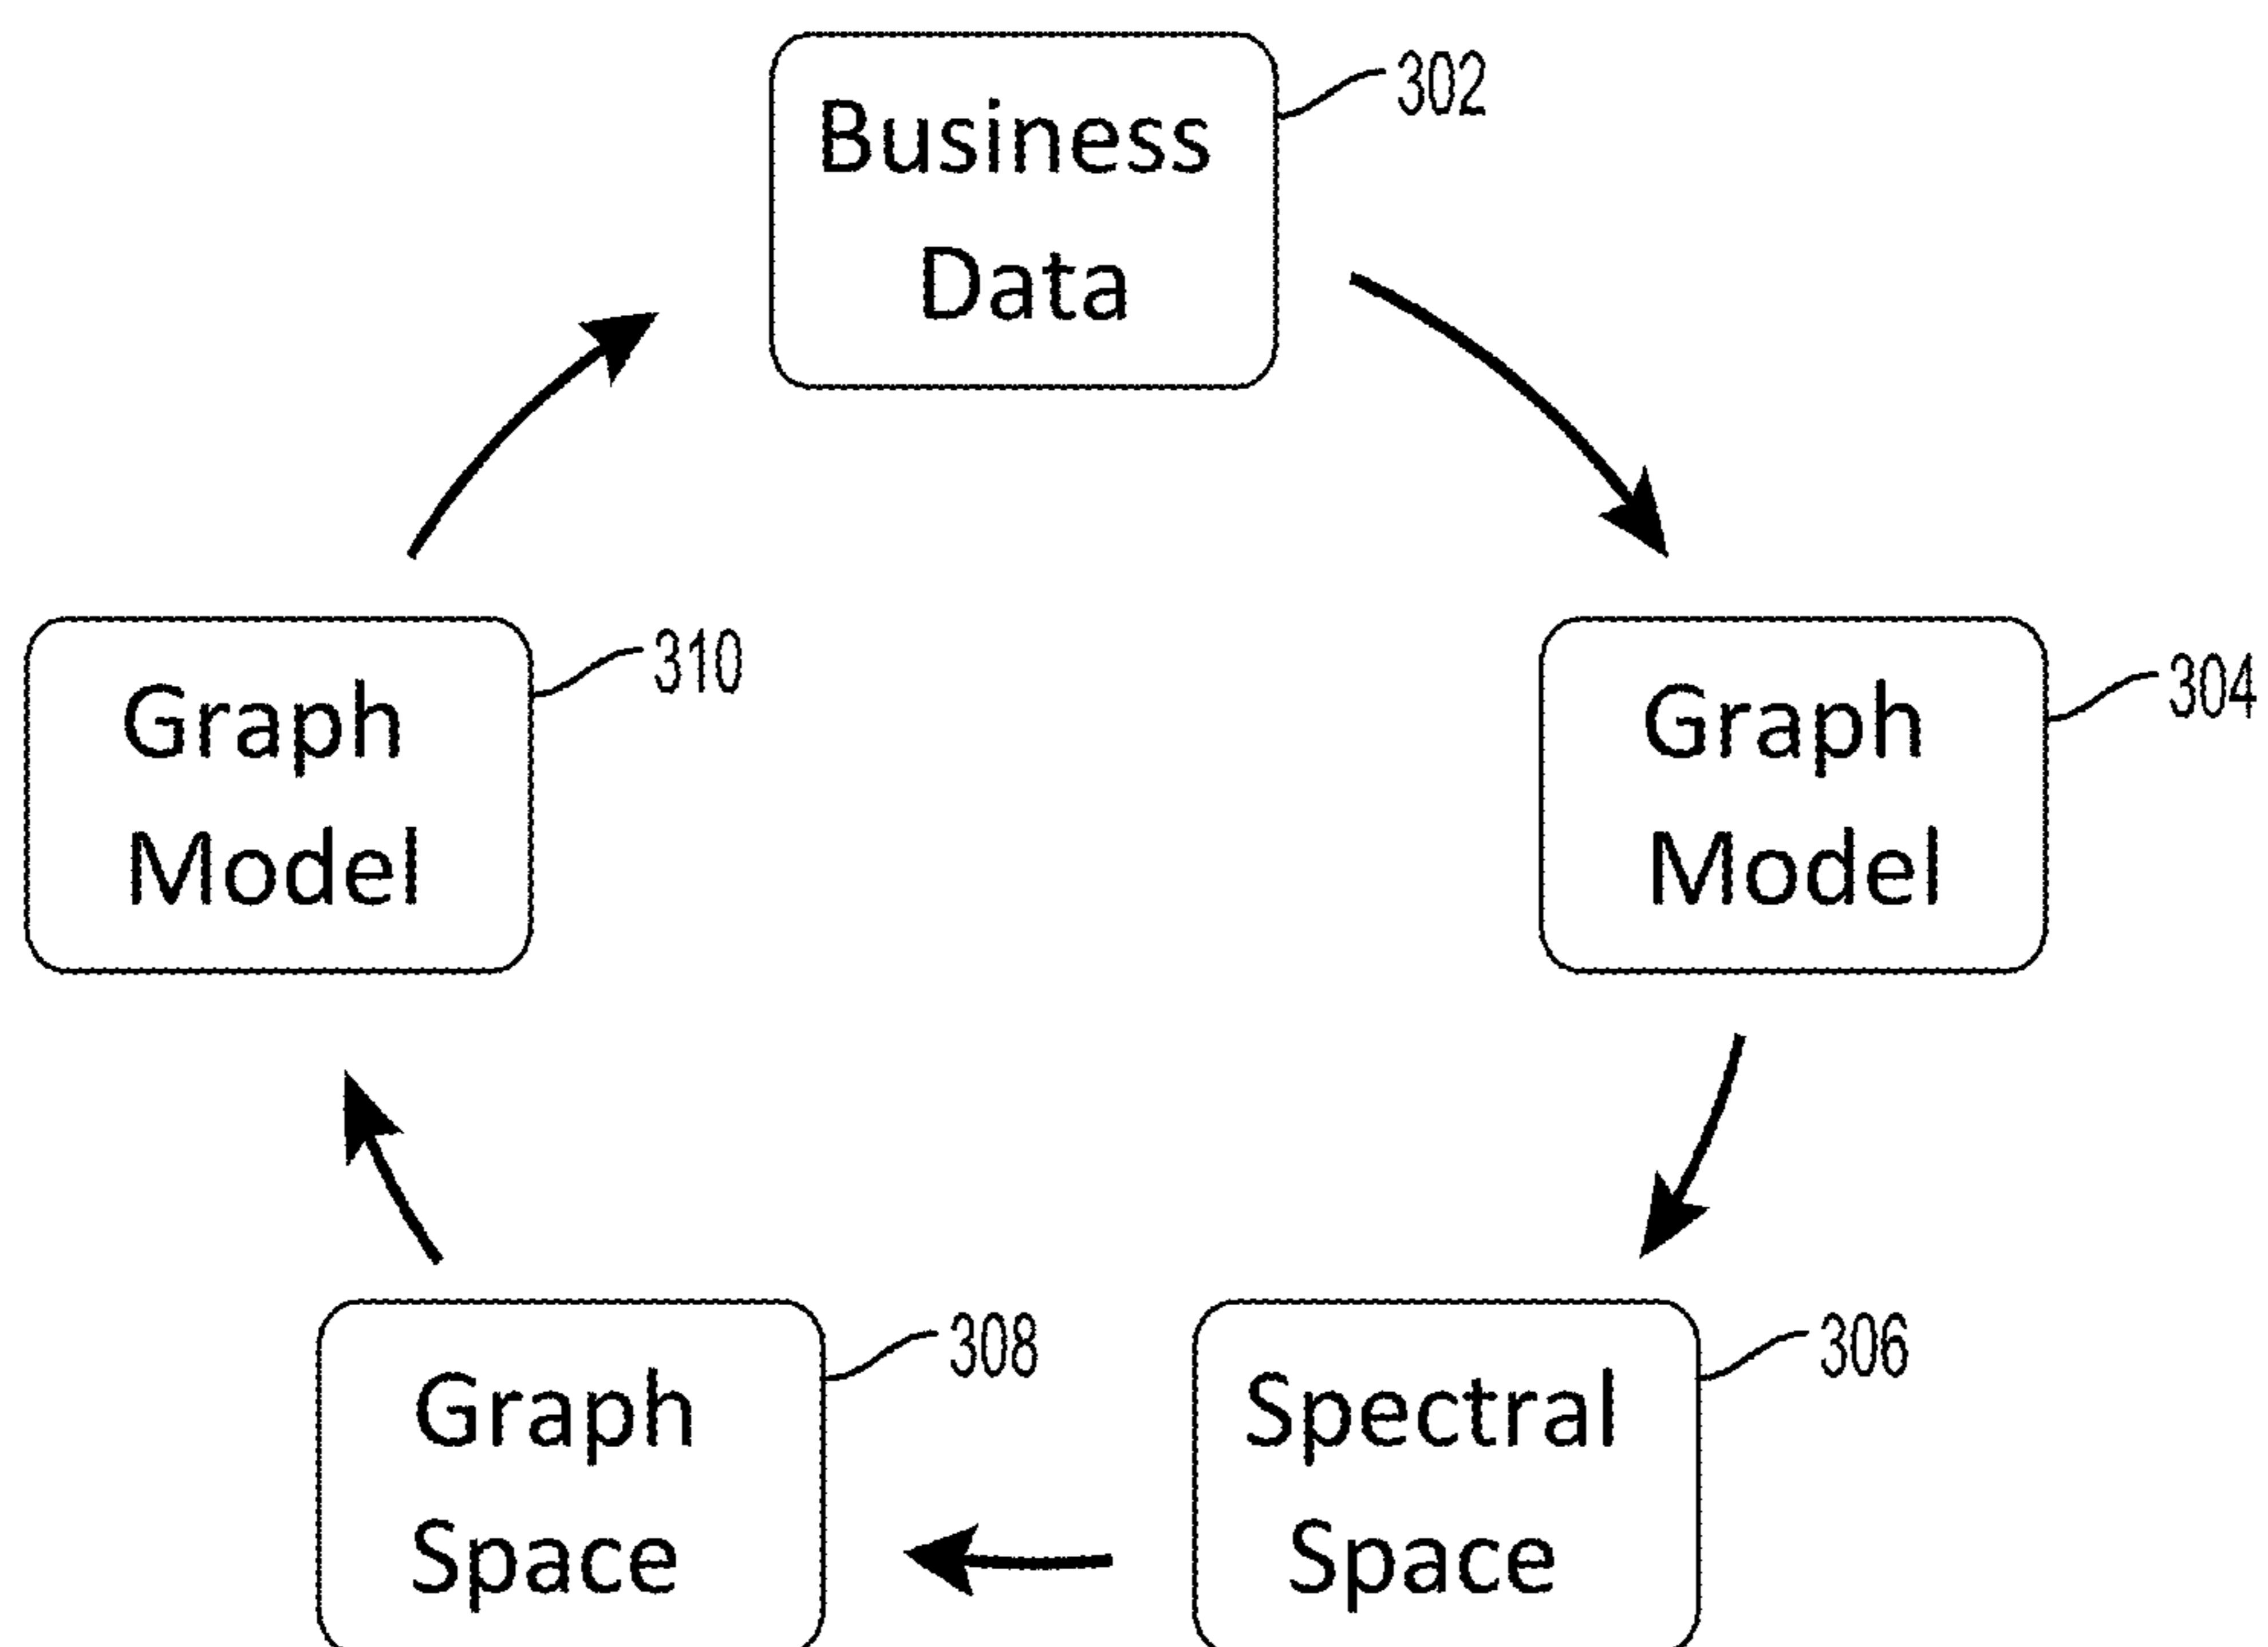 Business
Data
302
Graph
Model
310
Graph
Model
304
Graph
Space
308
Spectral
Space
306